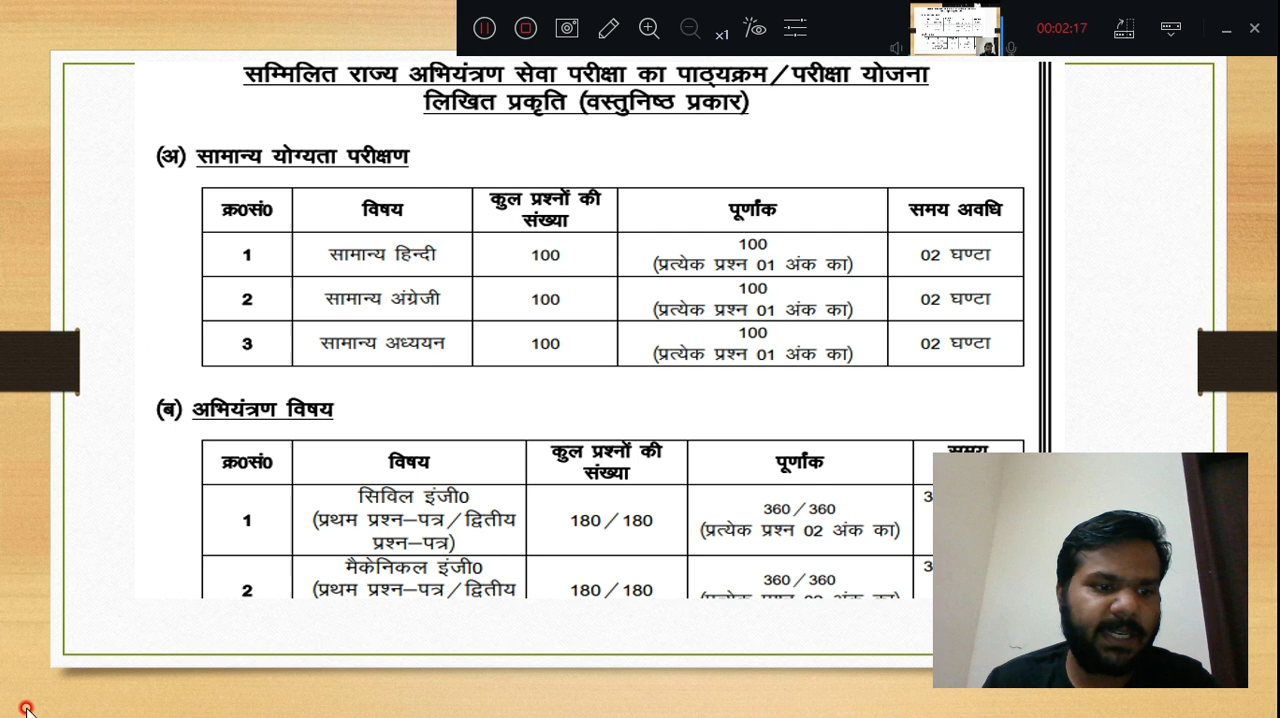 x1
00:02:17
सम्मिलित राज्य अभियंत्रण सेवा परीक्षा का पाठ्यक्रम/परीक्षा योजना
लिखित प्रकृति (वस्तुनिष्ठ प्रकार)
(अ) सामान्य योग्यता परीक्षण
क्र0सं0 विषय कुल प्रश्नों की संख्या पूर्णांक समय अवधि
1 सामान्य हिन्दी 100 100 (प्रत्येक प्रश्न 01 अंक का) 02 घण्टा
2 सामान्य अंग्रेजी 100 100 (प्रत्येक प्रश्न 01 अंक का) 02 घण्टा
3 सामान्य अध्ययन 100 100 (प्रत्येक प्रश्न 01 अंक का) 02 घण्टा
(ब) अभियंत्रण विषय
क्र0सं0 विषय कुल प्रश्नों की संख्या पूर्णांक समय
1 सिविल इंजी0 (प्रथम प्रश्न–पत्र/द्वितीय प्रश्न–पत्र) 180/180 360/360 (प्रत्येक प्रश्न 02 अंक का) 3
2 मैकेनिकल इंजी0 (प्रथम प्रश्न–पत्र/द्वितीय 180/180 360/360 3